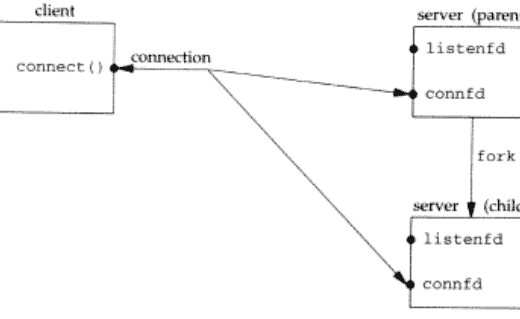 client
connect()
connection
server (paren
listenfd
connfd
fork
server (chil
listenfd
connfd